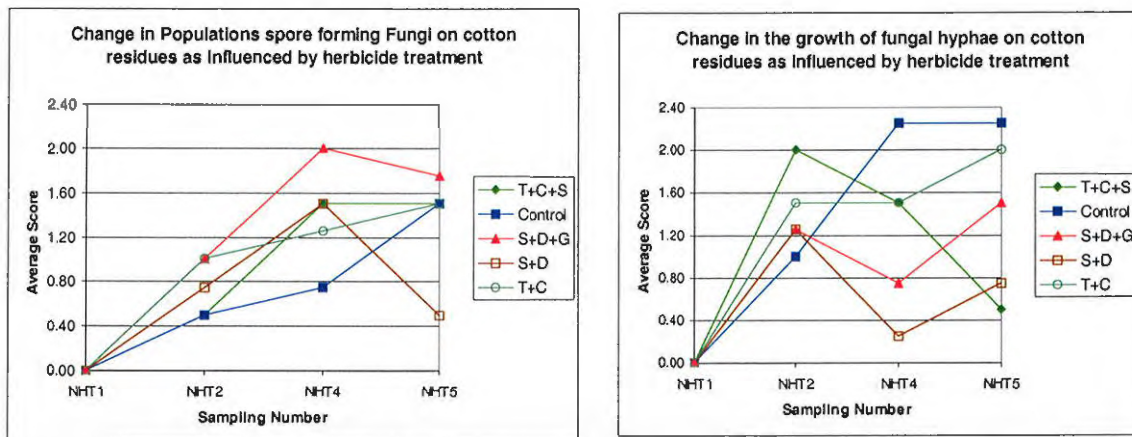 Change in Populations spore forming Fungi on cotton
residues as Influenced by herbicide treatment
2.40
2.00
1.60
1.20
0.80
0.40
0.00
Average Score
NHT1 NHT2 NHT4 NHT5
Sampling Number
T+C+S
Control
S+D+G
S+D
T+C
Change in the growth of fungal hyphae on cotton
residues as Influenced by herbicide treatment
2.40
2.00
1.60
1.20
0.80
0.40
0.00
Average Score
NHT1 NHT2 NHT4 NHT5
Sampling Number
T+C+S
Control
S+D+G
S+D
T+C